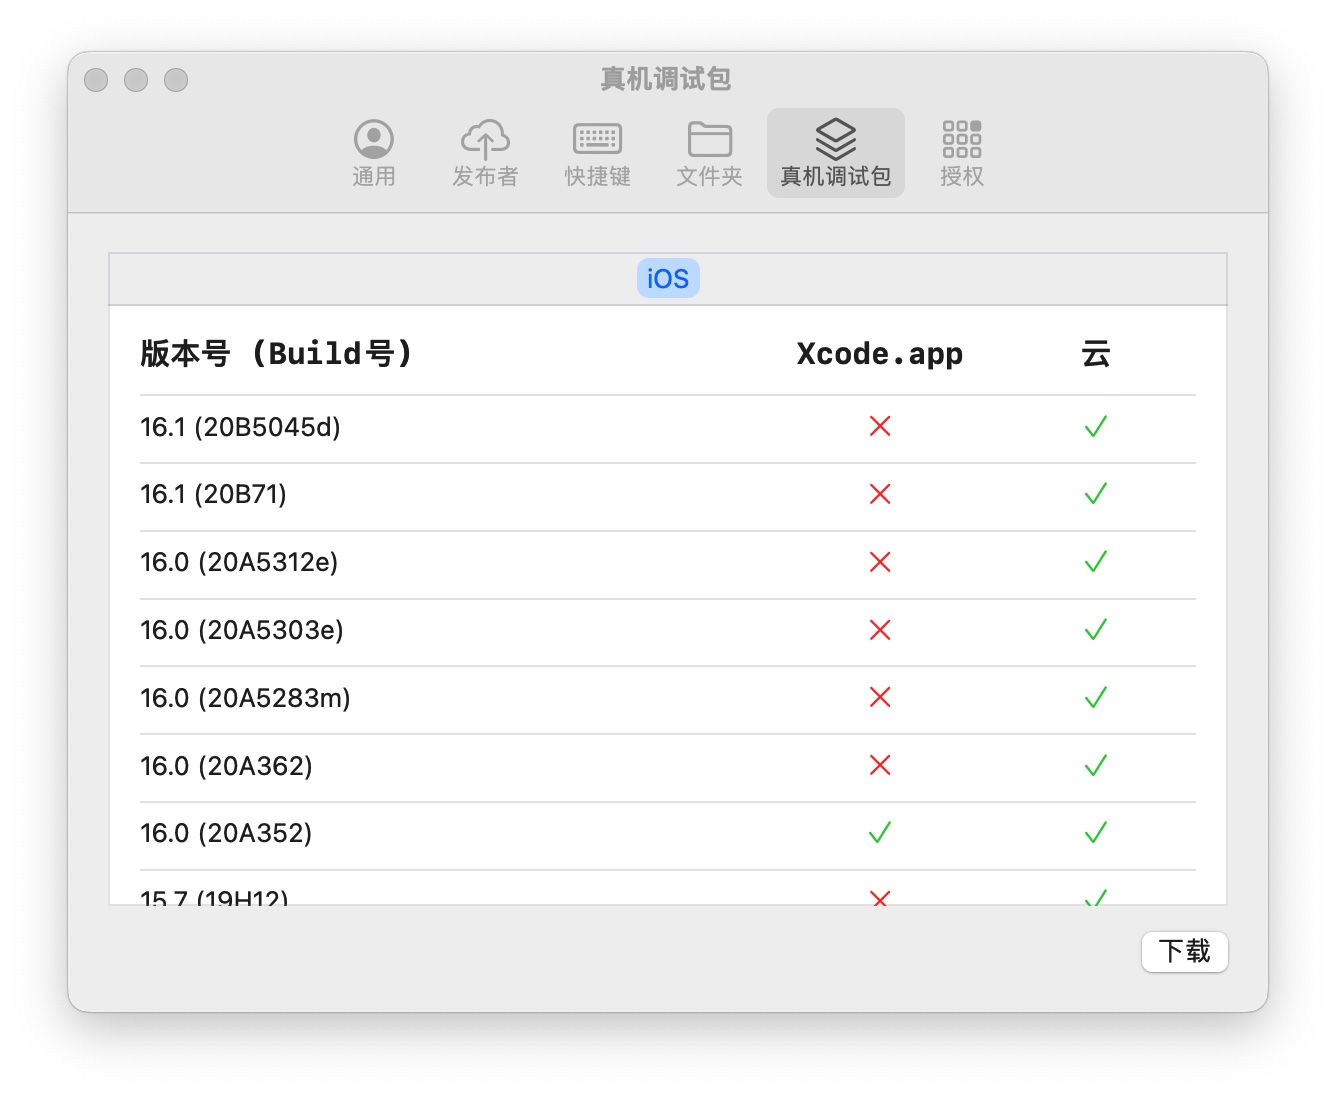 真机调试包
通用 发布者 快捷键 文件夹 真机调试包 授权
iOS
版本号 (Build号) Xcode.app 云
16.1 (20B5045d)
16.1 (20B71)
16.0 (20A5312e)
16.0 (20A5303e)
16.0 (20A5283m)
16.0 (20A362)
16.0 (20A352)
15.7 (19H12)
下载